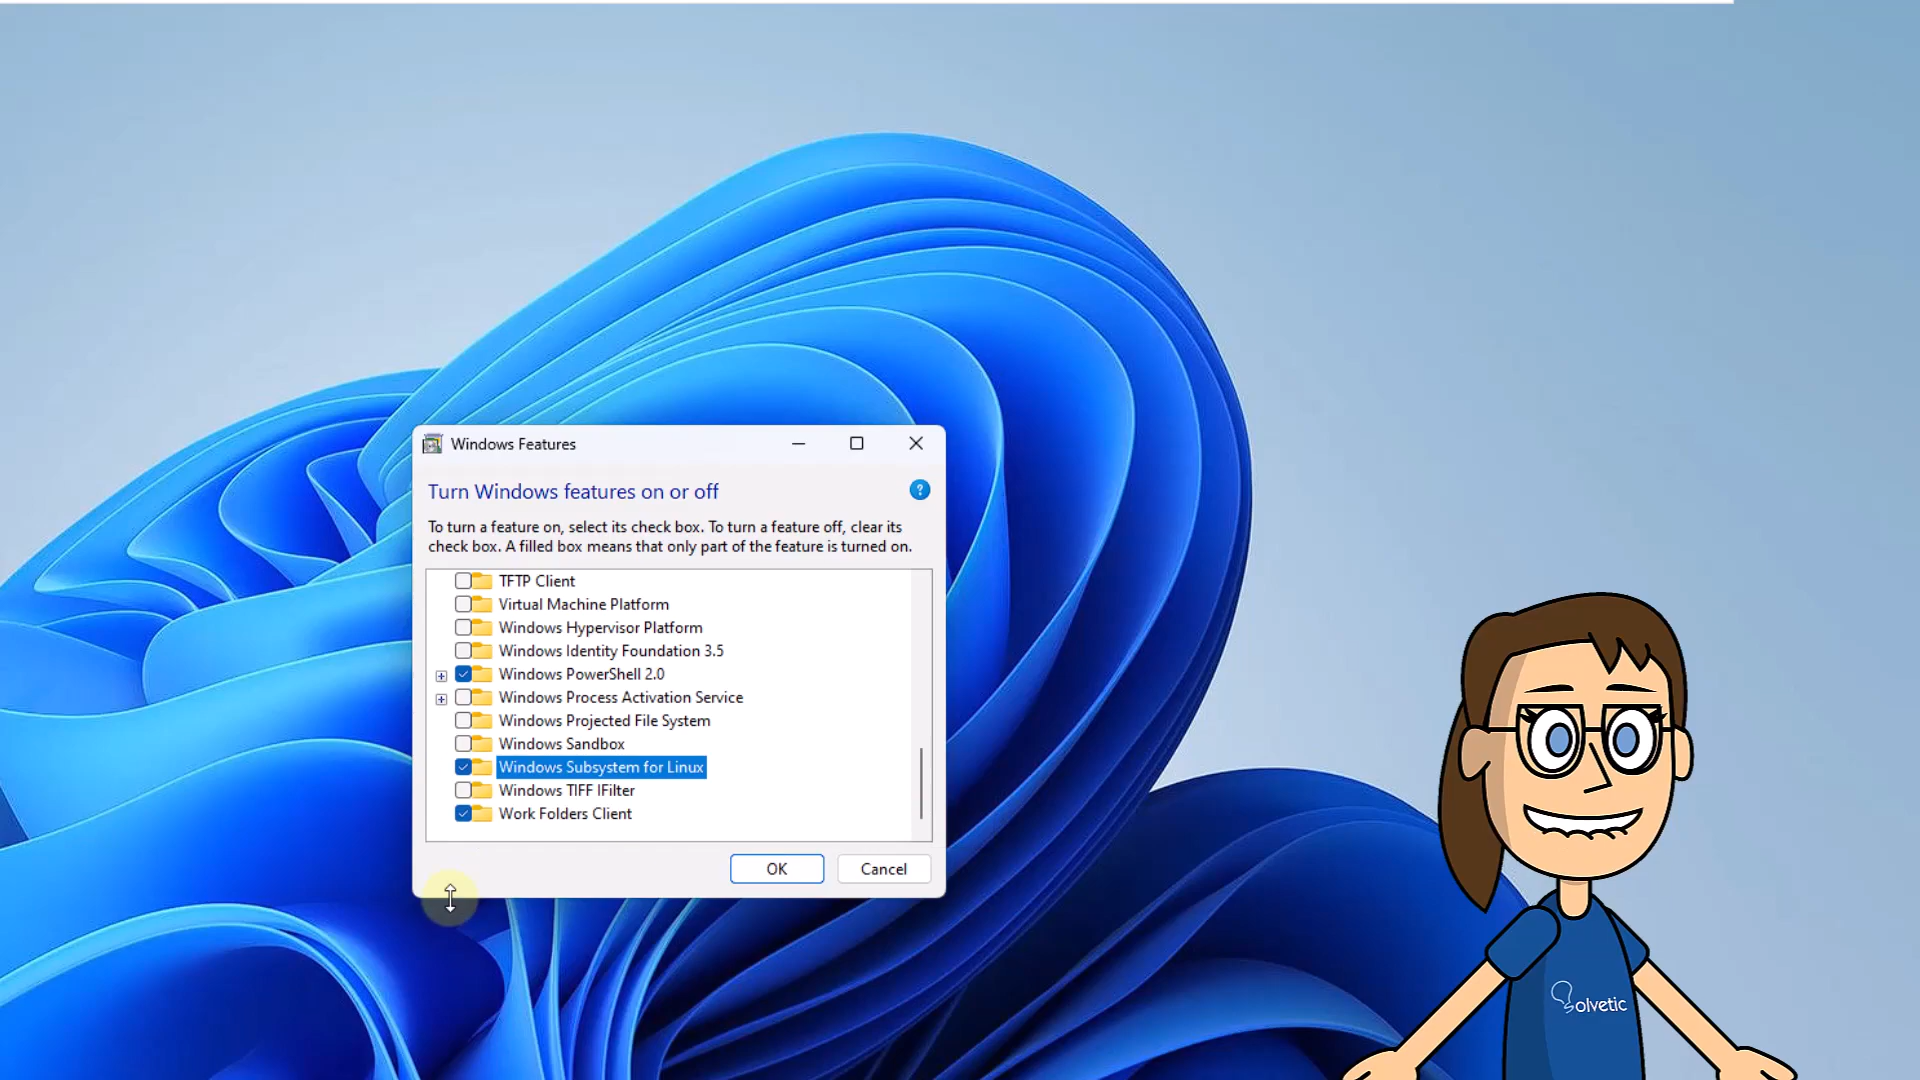 Windows Features
Turn Windows features on or off
To turn a feature on, select its check box. To turn a feature off, clear its
check box. A filled box means that only part of the feature is turned on.
TFTP Client
Virtual Machine Platform
Windows Hypervisor Platform
Windows Identity Foundation 3.5
Windows PowerShell 2.0
Windows Process Activation Service
Windows Projected File System
Windows Sandbox
Windows Subsystem for Linux
Windows TIFF IFilter
Work Folders Client
OK Cancel
Solvetic